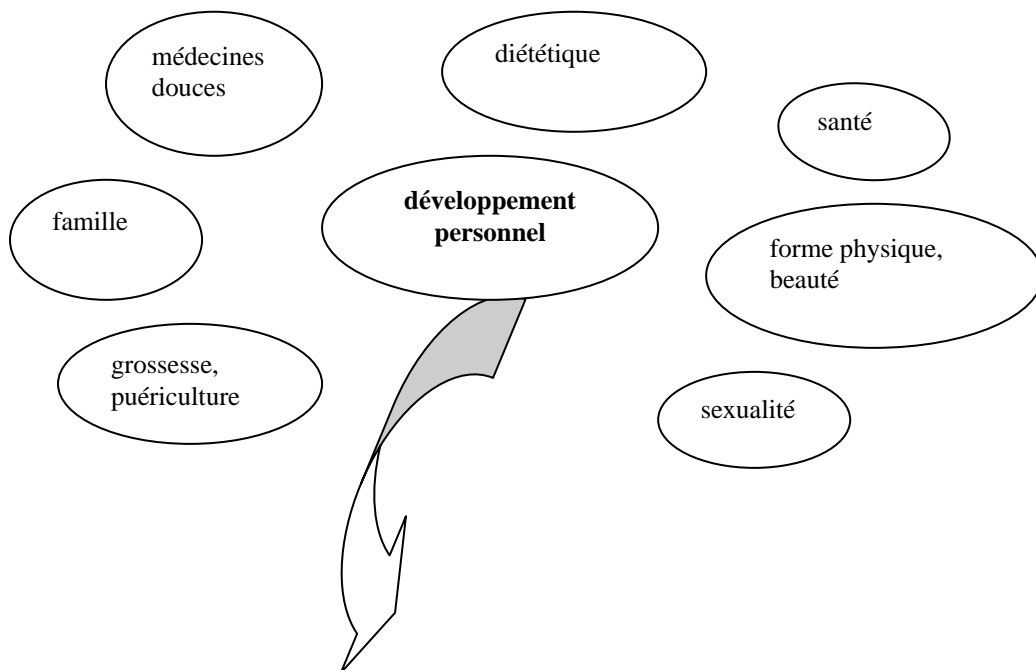 médecines
douces
diététique
santé
développement
personnel
famille
forme physique,
beauté
grossesse,
puériculture
sexualité